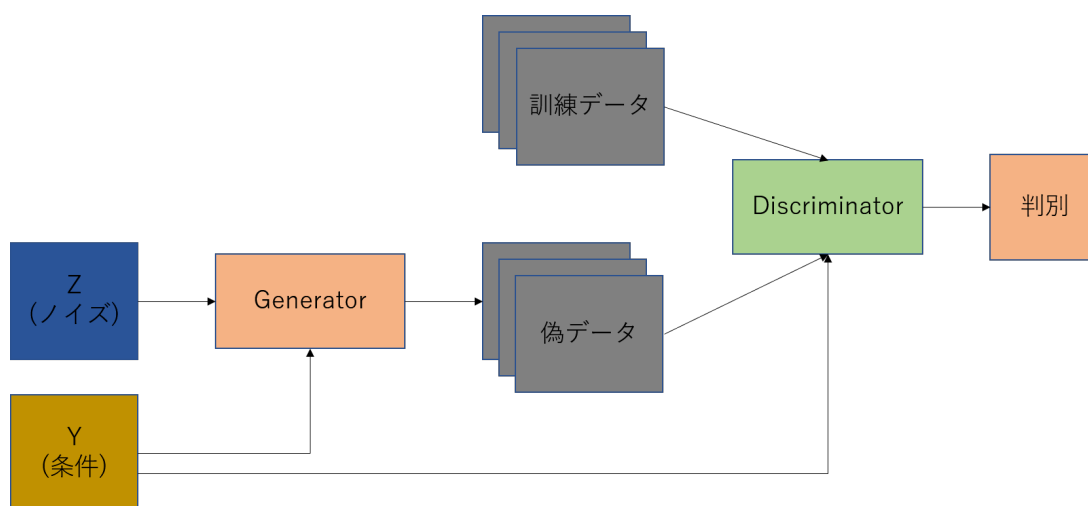 訓練データ
Discriminator
判別
Z
(ノイズ)
Generator
偽データ
Y
(条件)